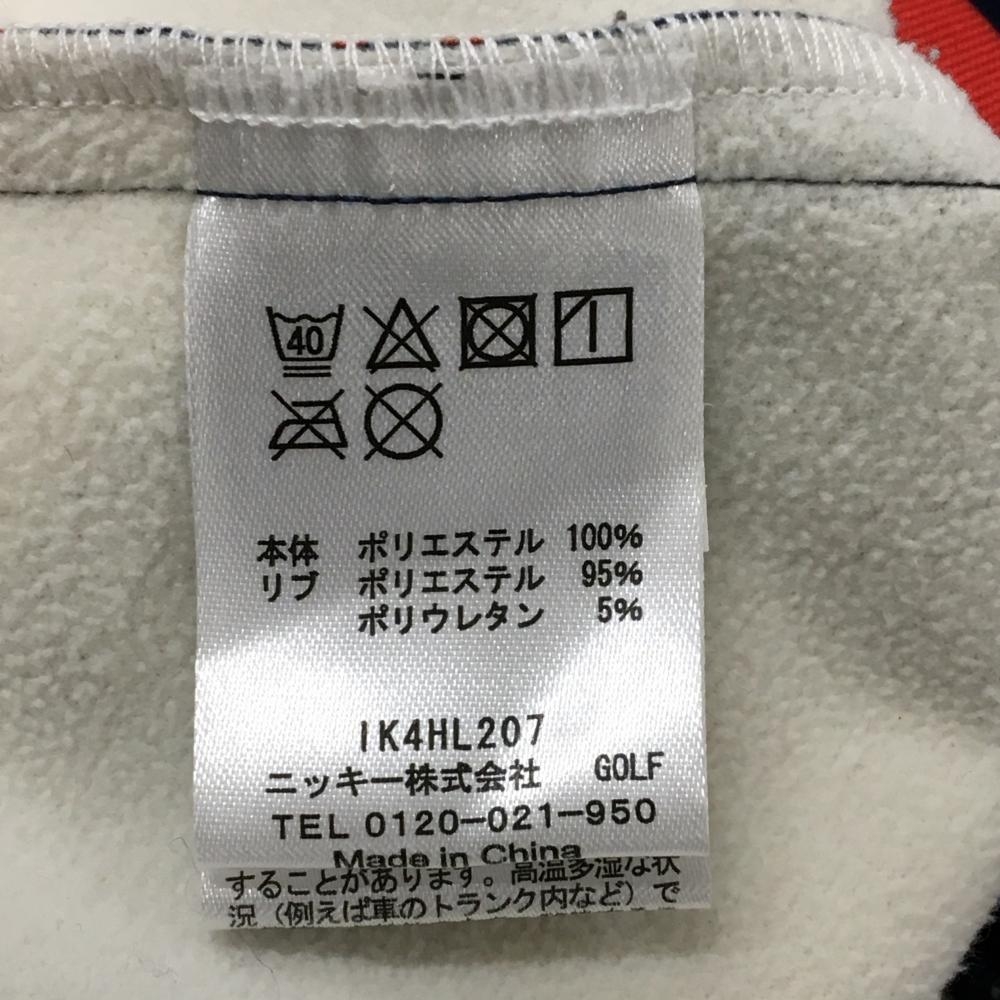 40
本体 ポリエステル 100%
リブ ポリエステル 95%
ポリウレタン 5%
IK4HL207
ニッキー株式会社 GOLF
TEL 0120-021-950
Made in China
することがあります。高温多湿な状
況（例えば車のトランク内など）で